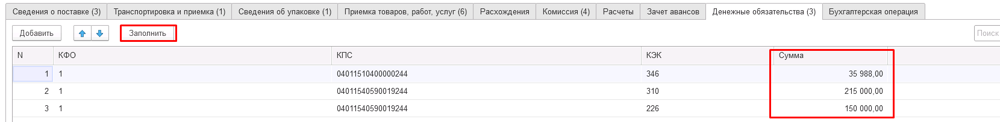 Сведения о поставке (3) Транспортировка и приемка (1) Сведения об упаковке (1) Приемка товаров, работ, услуг (6) Расхождения Комиссия (4) Расчеты Зачет авансов Денежные обязательства (3) Бухгалтерская операция
Добавить Заполнить Поиск
N КФО КПС КЭК Сумма
1 1 04011510400000244 346 35 988,00
2 1 04011540590019244 310 215 000,00
3 1 04011540590019244 226 150 000,00